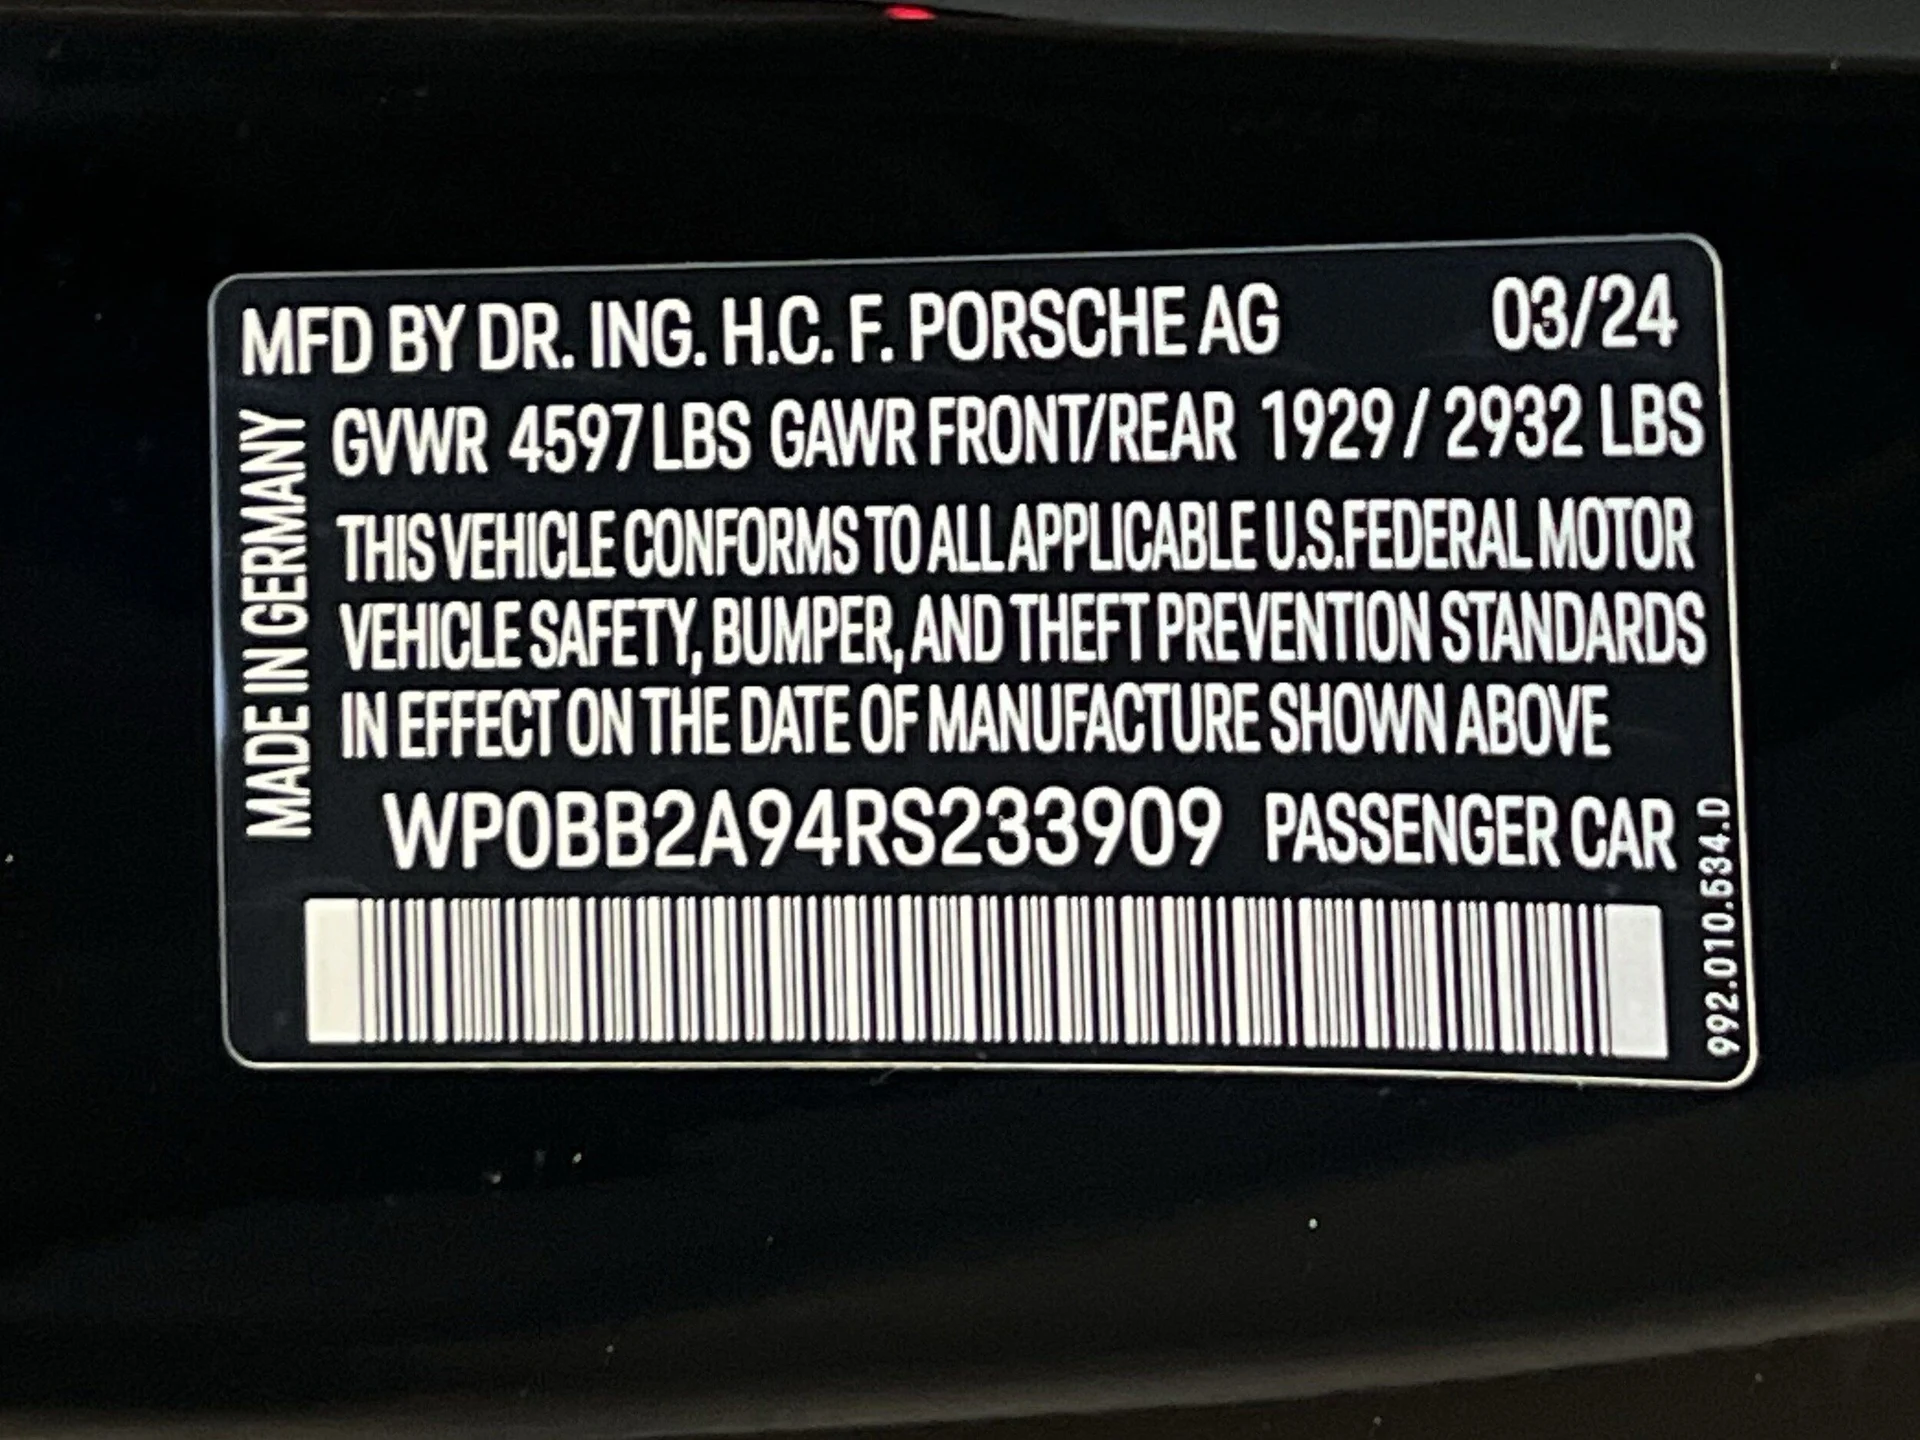 MFD BY DR. ING. H.C. F. PORSCHE AG 03/24
GVWR 4597 LBS GAWR FRONT/REAR 1929 / 2932 LBS
THIS VEHICLE CONFORMS TO ALL APPLICABLE U.S.FEDERAL MOTOR
VEHICLE SAFETY, BUMPER, AND THEFT PREVENTION STANDARDS
IN EFFECT ON THE DATE OF MANUFACTURE SHOWN ABOVE
WP0BB2A94RS233909 PASSENGER CAR
MADE IN GERMANY
992.010.534.D